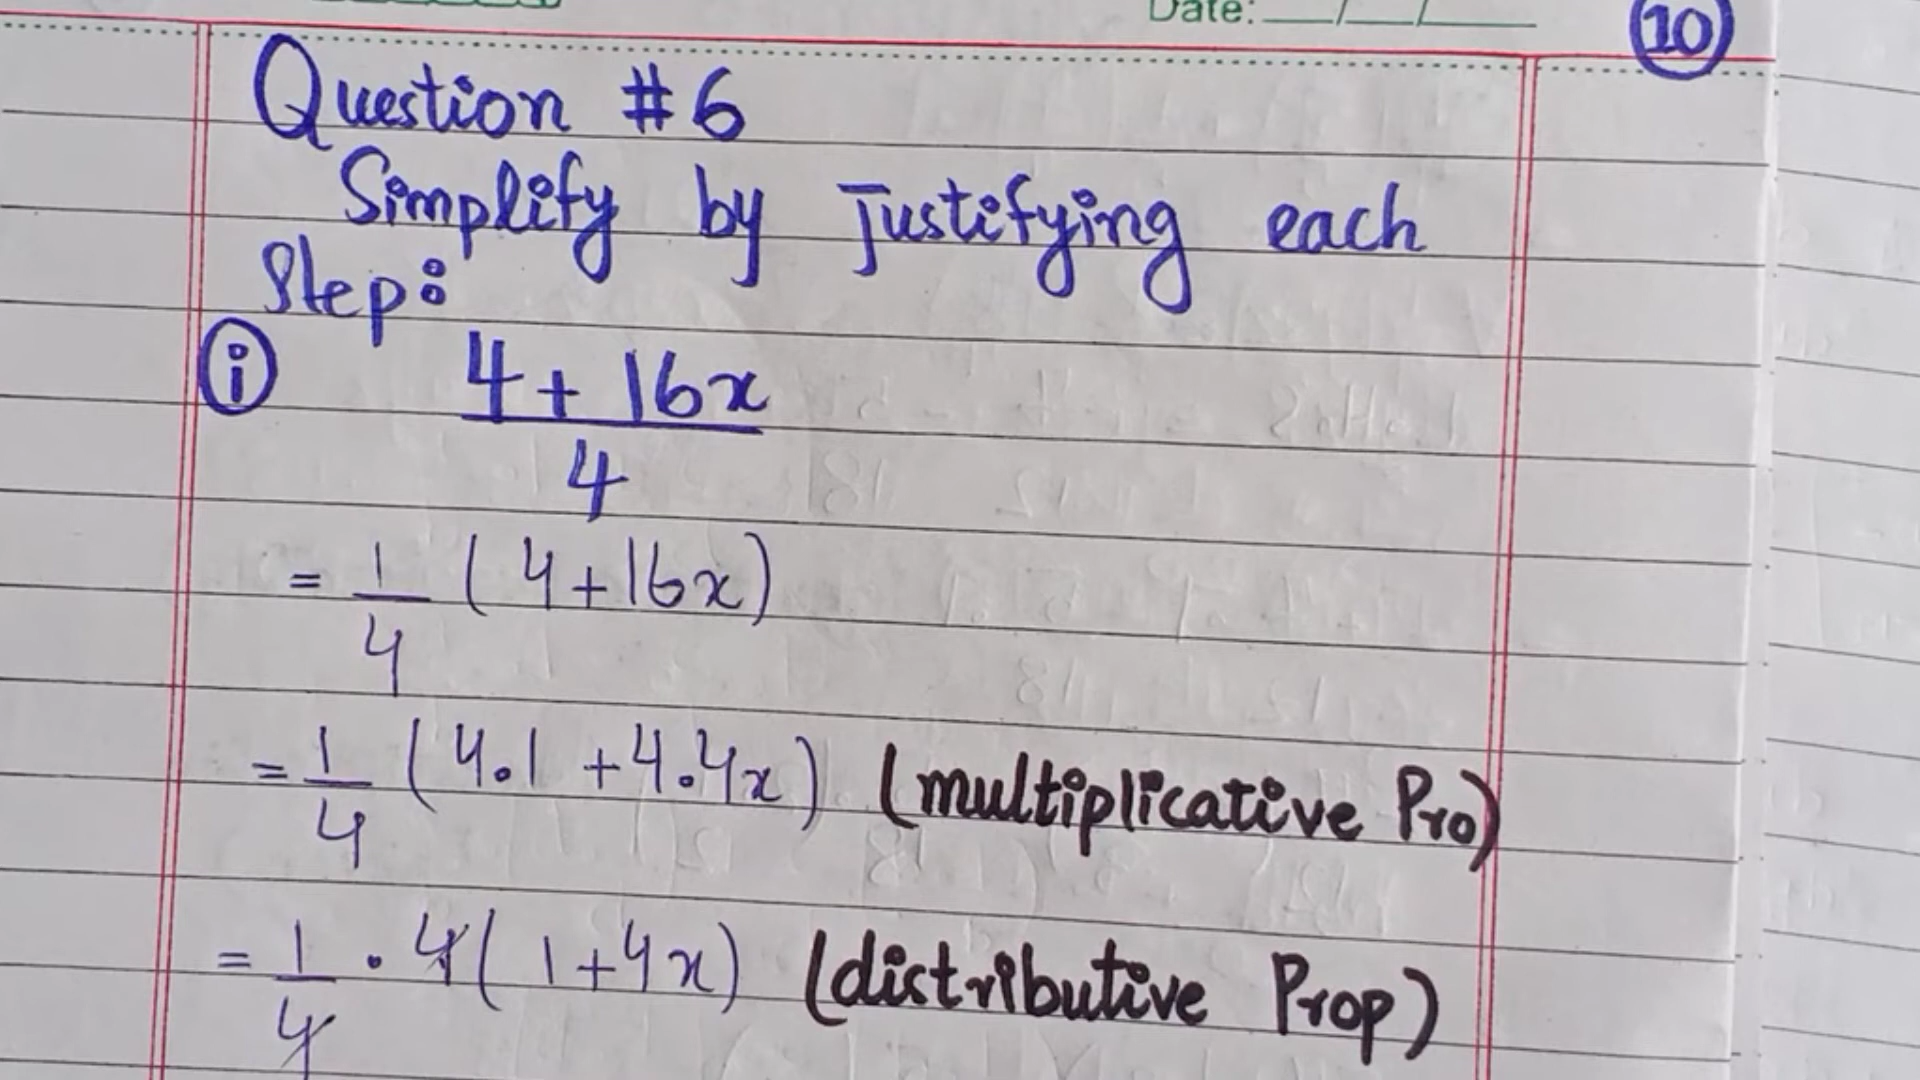 Date: __/__/____
10
Question #6
Simplify by Justifying each
Step:
(i) 4 + 16x
4
= 1/4 (4+16x)
= 1/4 (4.1 + 4.4x) (multiplicative Pro)
= 1/4 . 4(1+4x) (distributive Prop)